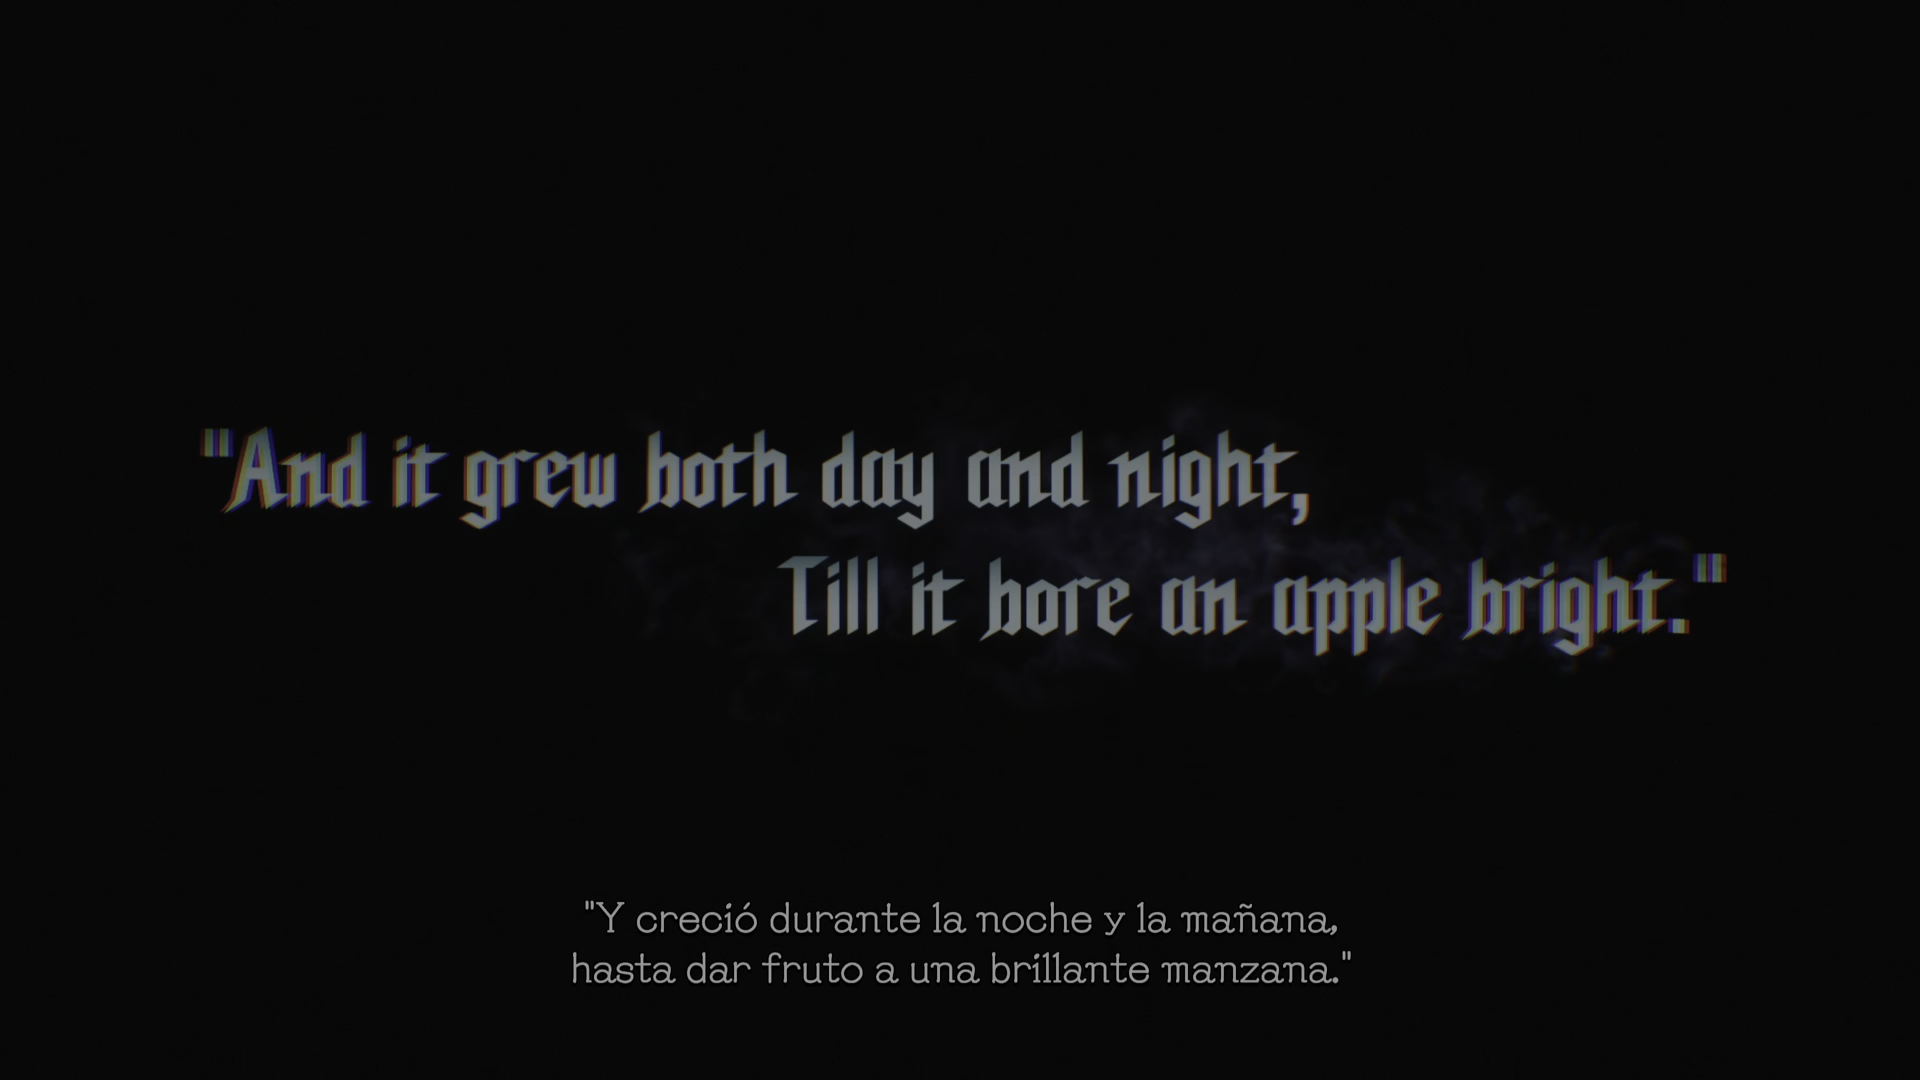 "And it grew both day and night,
Till it bore an apple bright."
"Y creció durante la noche y la mañana,
hasta dar fruto a una brillante manzana."